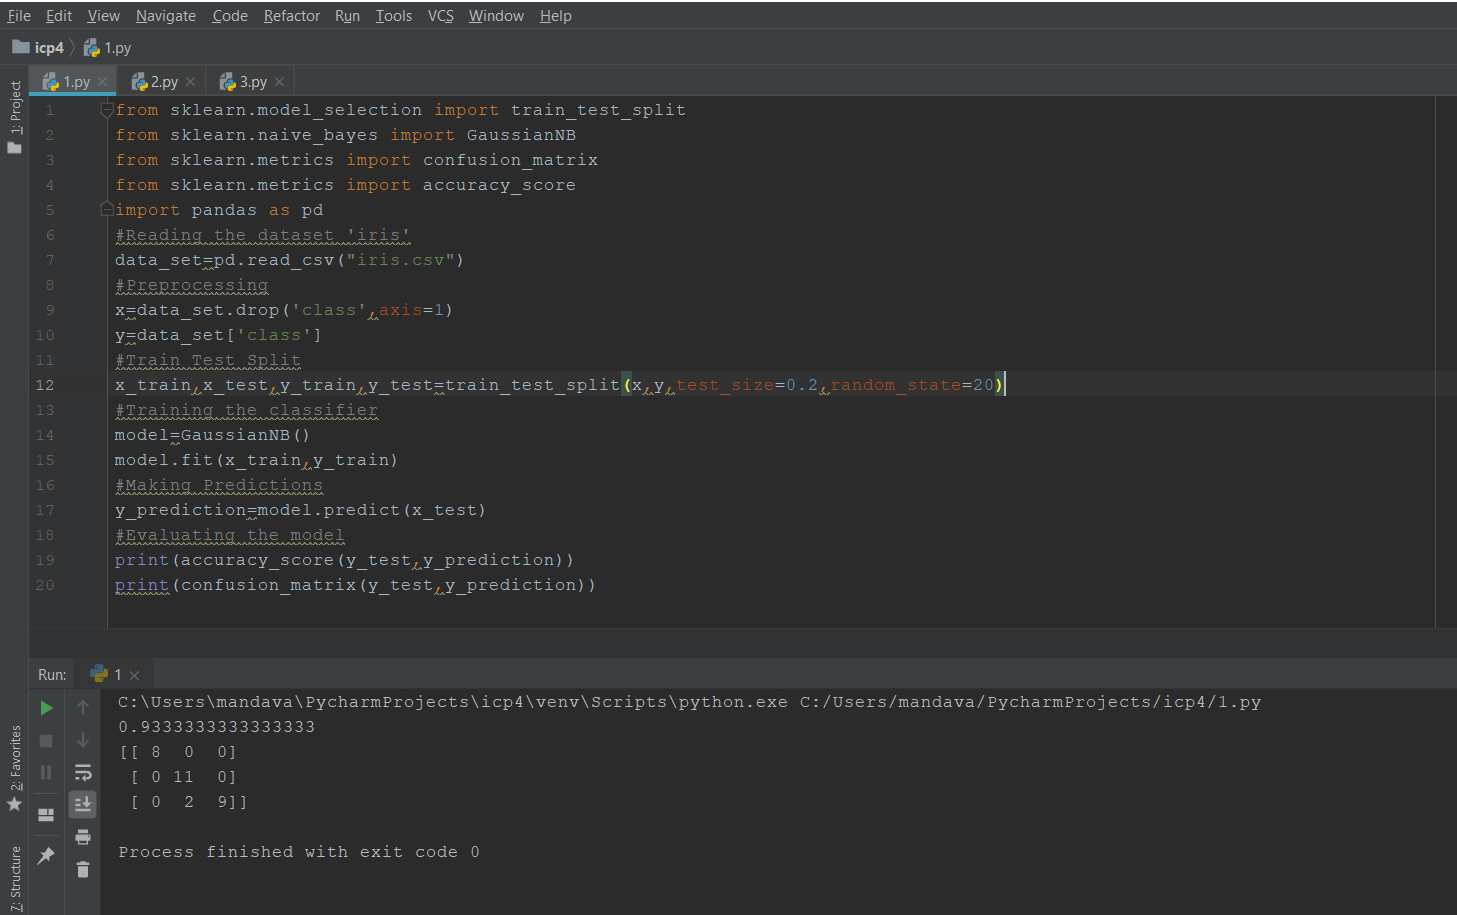 File Edit View Navigate Code Refactor Run Tools VCS Window Help
icp4 1.py
1: Project
1.py 2.py 3.py
1 from sklearn.model_selection import train_test_split
2 from sklearn.naive_bayes import GaussianNB
3 from sklearn.metrics import confusion_matrix
4 from sklearn.metrics import accuracy_score
5 import pandas as pd
6 #Reading the dataset 'iris'
7 data_set=pd.read_csv("iris.csv")
8 #Preprocessing
9 x=data_set.drop('class',axis=1)
10 y=data_set['class']
11 #Train Test Split
12 x_train,x_test,y_train,y_test=train_test_split(x,y,test_size=0.2,random_state=20)
13 #Training the classifier
14 model=GaussianNB()
15 model.fit(x_train,y_train)
16 #Making Predictions
17 y_prediction=model.predict(x_test)
18 #Evaluating the model
19 print(accuracy_score(y_test,y_prediction))
20 print(confusion_matrix(y_test,y_prediction))
Run: 1
C:\Users\mandava\PycharmProjects\icp4\venv\Scripts\python.exe C:/Users/mandava/PycharmProjects/icp4/1.py
0.9333333333333333
[[ 8  0  0]
 [ 0 11  0]
 [ 0  2  9]]
Process finished with exit code 0
2: Favorites
7: Structure